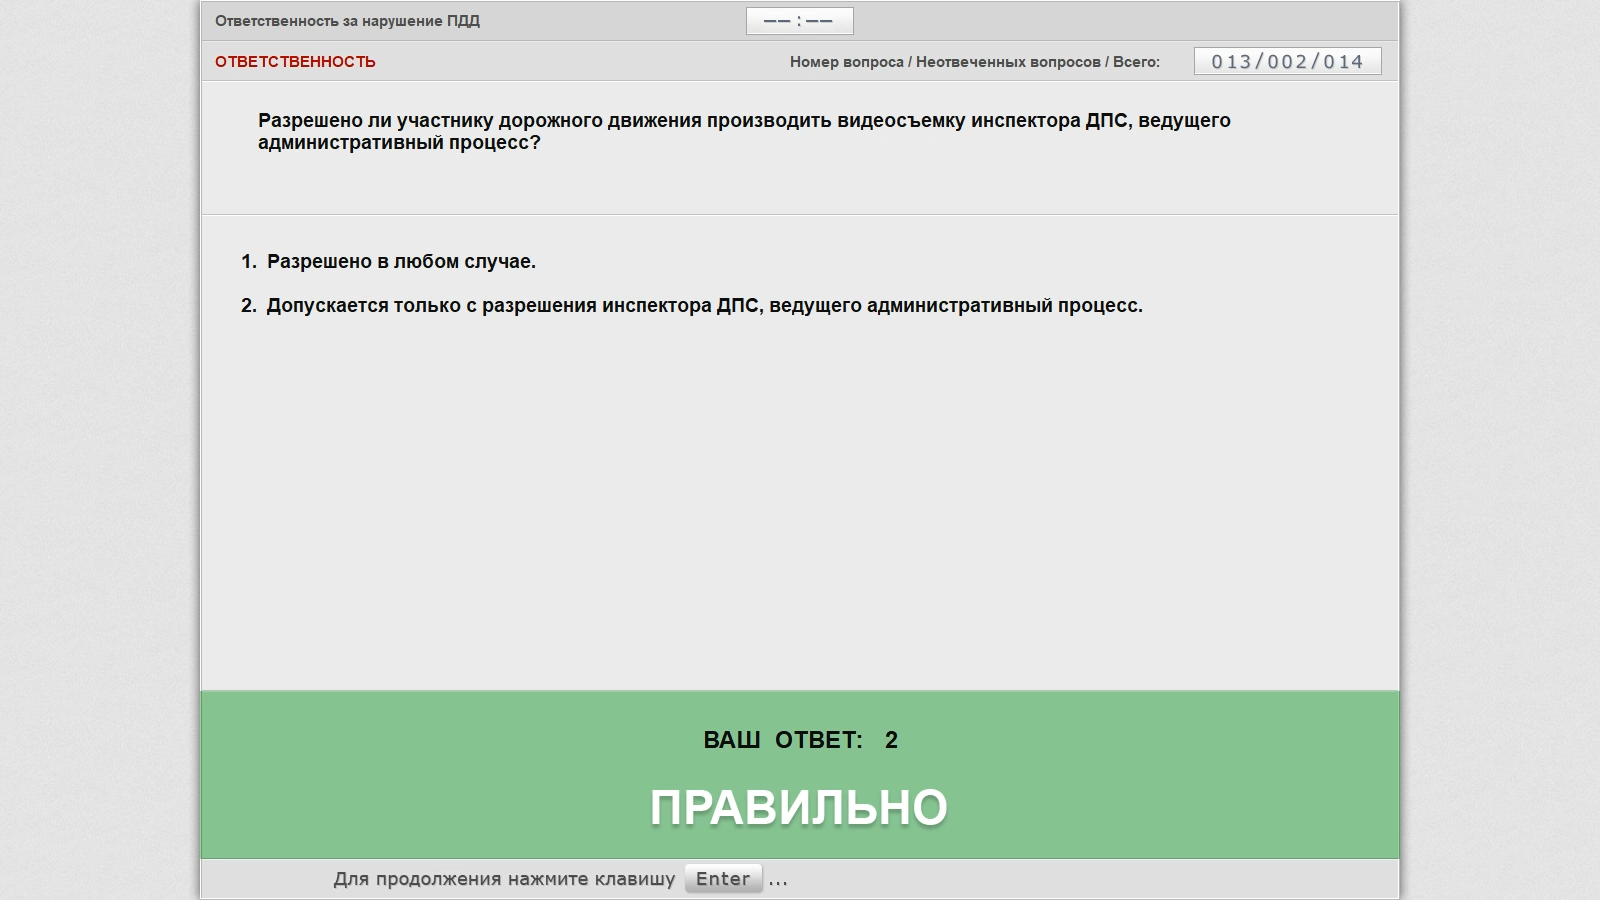 Ответственность за нарушение ПДД
−− : −−
ОТВЕТСТВЕННОСТЬ
Номер вопроса / Неотвеченных вопросов / Всего:
013/002/014
Разрешено ли участнику дорожного движения производить видеосъемку инспектора ДПС, ведущего
административный процесс?
1. Разрешено в любом случае.
2. Допускается только с разрешения инспектора ДПС, ведущего административный процесс.
ВАШ ОТВЕТ: 2
ПРАВИЛЬНО
Для продолжения нажмите клавишу Enter ...